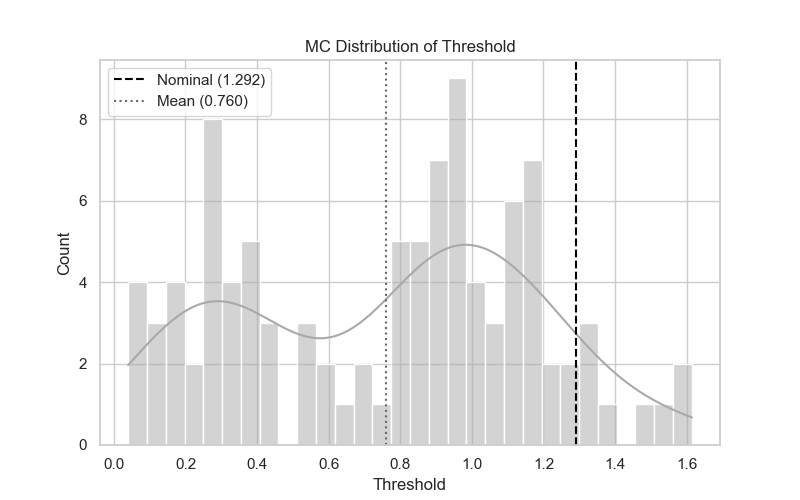 MC Distribution of Threshold
Nominal (1.292)
Mean (0.760)
Count
8
6
4
2
0
0.0 0.2 0.4 0.6 0.8 1.0 1.2 1.4 1.6
Threshold